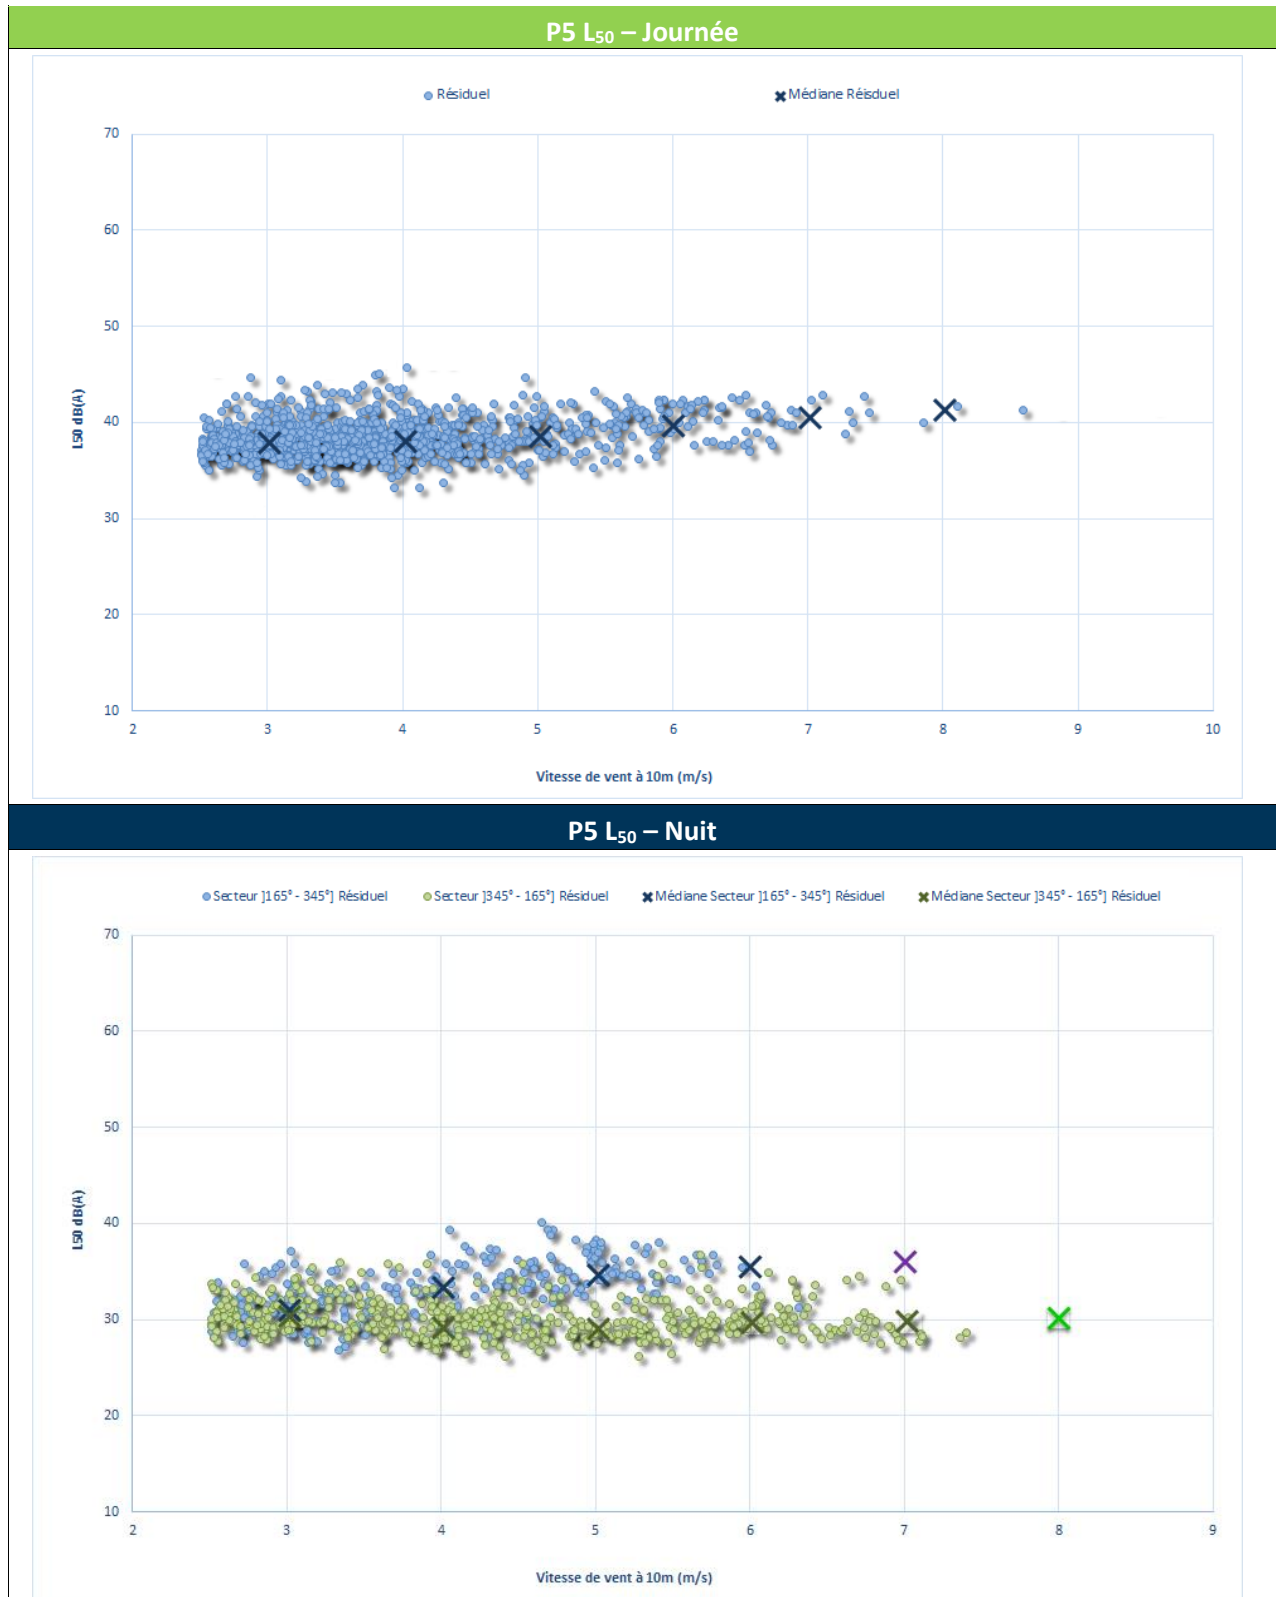 P5 L50 – Journée
Résiduel
Médiane Réisduel
70
60
50
40
30
20
10
L50 dB(A)
2 3 4 5 6 7 8 9 10
Vitesse de vent à 10m (m/s)
P5 L50 – Nuit
Secteur ]165° - 345°] Résiduel
Secteur ]345° - 165°] Résiduel
Médiane Secteur ]165° - 345°] Résiduel
Médiane Secteur ]345° - 165°] Résiduel
70
60
50
40
30
20
10
L50 dB(A)
2 3 4 5 6 7 8 9
Vitesse de vent à 10m (m/s)